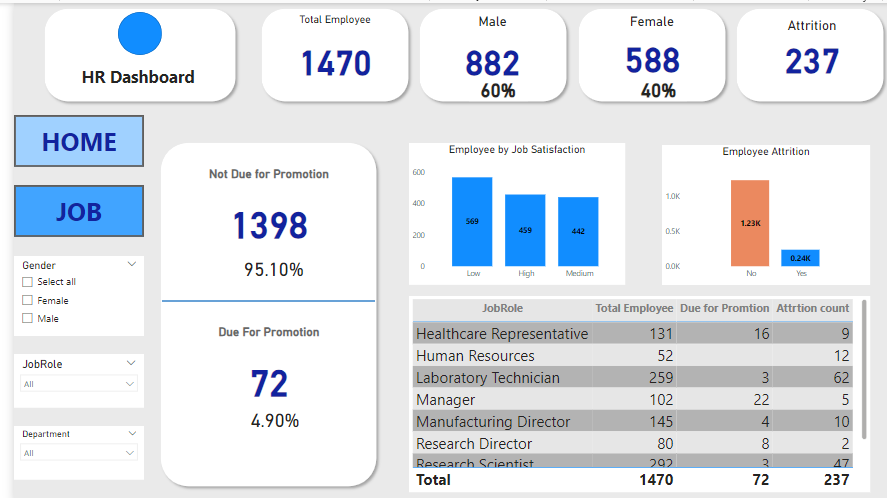 HR Dashboard
Total Employee
1470
Male
882
60%
Female
588
40%
Attrition
237
HOME
JOB
Gender
Select all
Female
Male
JobRole
All
Department
All
Not Due for Promotion
1398
95.10%
Due For Promotion
72
4.90%
Employee by Job Satisfaction
600
400
200
0
569
459
442
Low High Medium
Employee Attrition
1.0K
0.5K
0.0K
1.23K
0.24K
No Yes
JobRole Total Employee Due for Promtion Attrtion count
Healthcare Representative 131 16 9
Human Resources 52 12
Laboratory Technician 259 3 62
Manager 102 22 5
Manufacturing Director 145 4 10
Research Director 80 8 2
Research Scientist 292 3 47
Total 1470 72 237